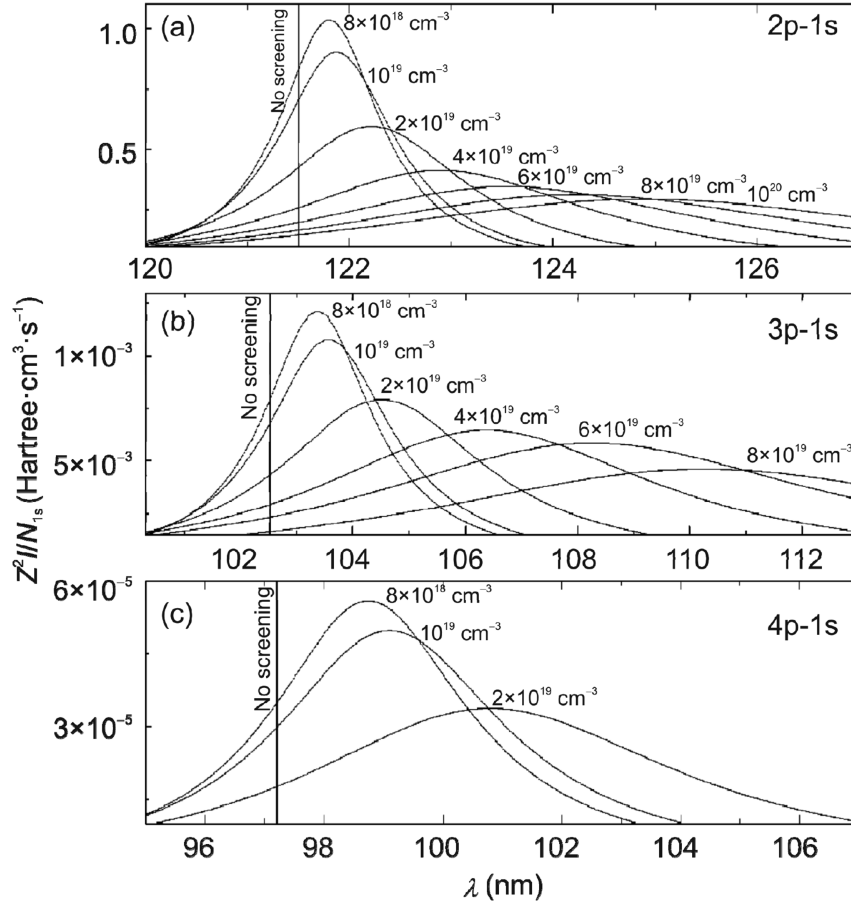 Z²I/N₁ₛ (Hartree·cm³·s⁻¹)
(a)
2p-1s
1.0
0.5
No screening
8×10¹⁸ cm⁻³
10¹⁹ cm⁻³
2×10¹⁹ cm⁻³
4×10¹⁹ cm⁻³
6×10¹⁹ cm⁻³
8×10¹⁹ cm⁻³
10²⁰ cm⁻³
120 122 124 126
(b)
3p-1s
1×10⁻³
5×10⁻³
No screening
8×10¹⁸ cm⁻³
10¹⁹ cm⁻³
2×10¹⁹ cm⁻³
4×10¹⁹ cm⁻³
6×10¹⁹ cm⁻³
8×10¹⁹ cm⁻³
102 104 106 108 110 112
(c)
4p-1s
6×10⁻⁵
3×10⁻⁵
No screening
8×10¹⁸ cm⁻³
10¹⁹ cm⁻³
2×10¹⁹ cm⁻³
96 98 100 102 104 106
λ (nm)